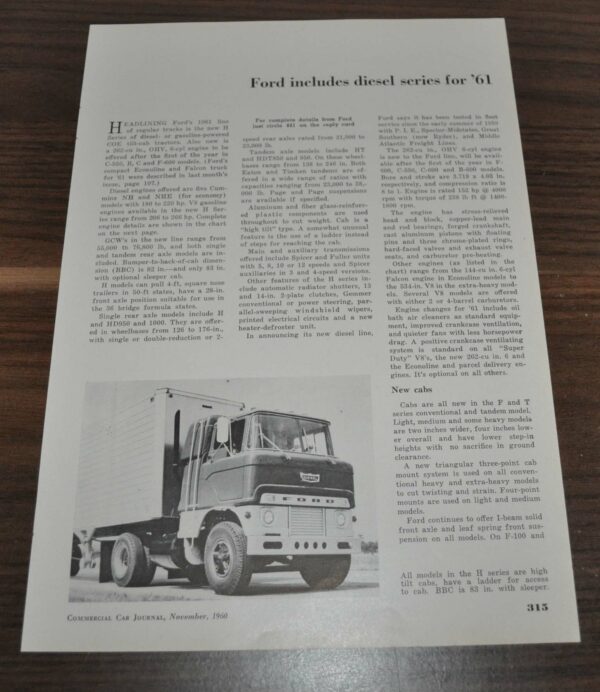 Ford includes diesel series for '61
HEADLINING Ford's 1961 line
of regular trucks is the new H
Series of diesel- or gasoline-powered
COE tilt-cab tractors. Also new is
a 262-cu in., OHV, 6-cyl engine to be
offered after the first of the year in
C-550, B, C and F-600 models. (Ford's
compact Econoline and Falcon truck
for '61 were described in last month's
issue, page 107.)
Diesel engines offered are five Cum-
mins NH and NHE (for economy)
models with 180 to 220 hp. V8 gasoline
engines available in the new H Ser-
ies range from 206 to 266 hp. Complete
engine details are shown in the chart
on the next page.
GCW's in the new line range from
55,000 to 76,800 lb, and both single
and tandem rear axle models are in-
cluded. Bumper-to-back-of-cab dimen-
sion (BBC) is 82 in.—and only 83 in.
with optional sleeper cab.
H models can pull 4-ft, square nose
trailers in 50-ft states, have a 28-in.
front axle position suitable for use in
the 36 bridge formula states.
Single rear axle models include H
and HD950 and 1000. They are offer-
ed in wheelbases from 126 to 176-in.,
with single or double-reduction or 2-
For complete details from Ford
just circle 461 on the reply card
speed rear axles rated from 21,000 to
23,000 lb.
Tandem axle models include HT
and HDT850 and 950. On these wheel-
bases range from 138 to 246 in. Both
Eaton and Timken tandems are of-
fered in a wide range of ratios with
capacities ranging from 22,000 to 38,-
000 lb. Page and Page suspensions
are available if specified.
Aluminum and fiber glass-reinforc-
ed plastic components are used
throughout to cut weight. Cab is a
"high tilt" type. A somewhat unusual
feature is the use of a ladder instead
of steps for reaching the cab.
Main and auxiliary transmissions
offered include Spicer and Fuller units
with 5, 8, 10 or 12 speeds and Spicer
auxiliaries in 3 and 4-speed versions.
Other features of the H series in-
clude automatic radiator shutters, 13
and 14-in. 2-plate clutches, Gemmer
conventional or power steering, par-
allel-sweeping windshield wipers,
printed electrical circuits and a new
heater-defroster unit.
In announcing its new diesel line,
Ford says it has been tested in fleet
service since the early summer of 1959
with P. I. E., Spector-Midstates, Great
Southern (now Ryder), and Middle
Atlantic Freight Lines.
The 262-cu in., OHV 6-cyl engine
is new to the Ford line, will be avail-
able after the first of the year in F-
600, C-550, C-600 and B-600 models.
Bore and stroke are 3.718 x 4.03 in.
respectively, and compression ratio is
to 1. Engine is rated 152 hp @ 4000
rpm with torque of 238 lb ft @ 1400-
1800 rpm.
The engine has stress-relieved
head and block, copper-lead main
and rod bearings, forged crankshaft,
cast aluminum pistons with floating
pins and three chrome-plated rings,
hard-faced valves and exhaust valve
seats, and carburetor pre-heating.
Other engines (as listed in the
chart) range from the 144-cu in. 6-cyl
Falcon engine in Econoline models to
the 534-in. V8 in the extra-heavy mod-
els. Several V8 models are offered
with either 2 or 4-barrel carburetors.
Engine changes for '61 include oil
bath air cleaners as standard equip-
ment, improved crankcase ventilation,
and quieter fans with less horsepower
drag. A positive crankcase ventilating
system is standard on all "Super
Duty" V8's, the new 262-cu in. 6 and
the Econoline and parcel delivery en-
gines. It's optional on all others.
New cabs
Cabs are all new in the F and T
series conventional and tandem model.
Light, medium and some heavy models
are two inches wider, four inches low-
er overall and have lower step-in
heights with no sacrifice in ground
clearance.
A new triangular three-point cab
mount system is used on all conven-
tional heavy and extra-heavy models
to cut twisting and strain. Four-point
mounts are used on light and medium
models.
Ford continues to offer I-beam solid
front axle and leaf spring front sus-
pension on all models. On F-100 and
FORD
All models in the H series are high
tilt cabs, have a ladder for access
to cab. BBC is 83 in. with sleeper.
COMMERCIAL CAR JOURNAL, November, 1960
315